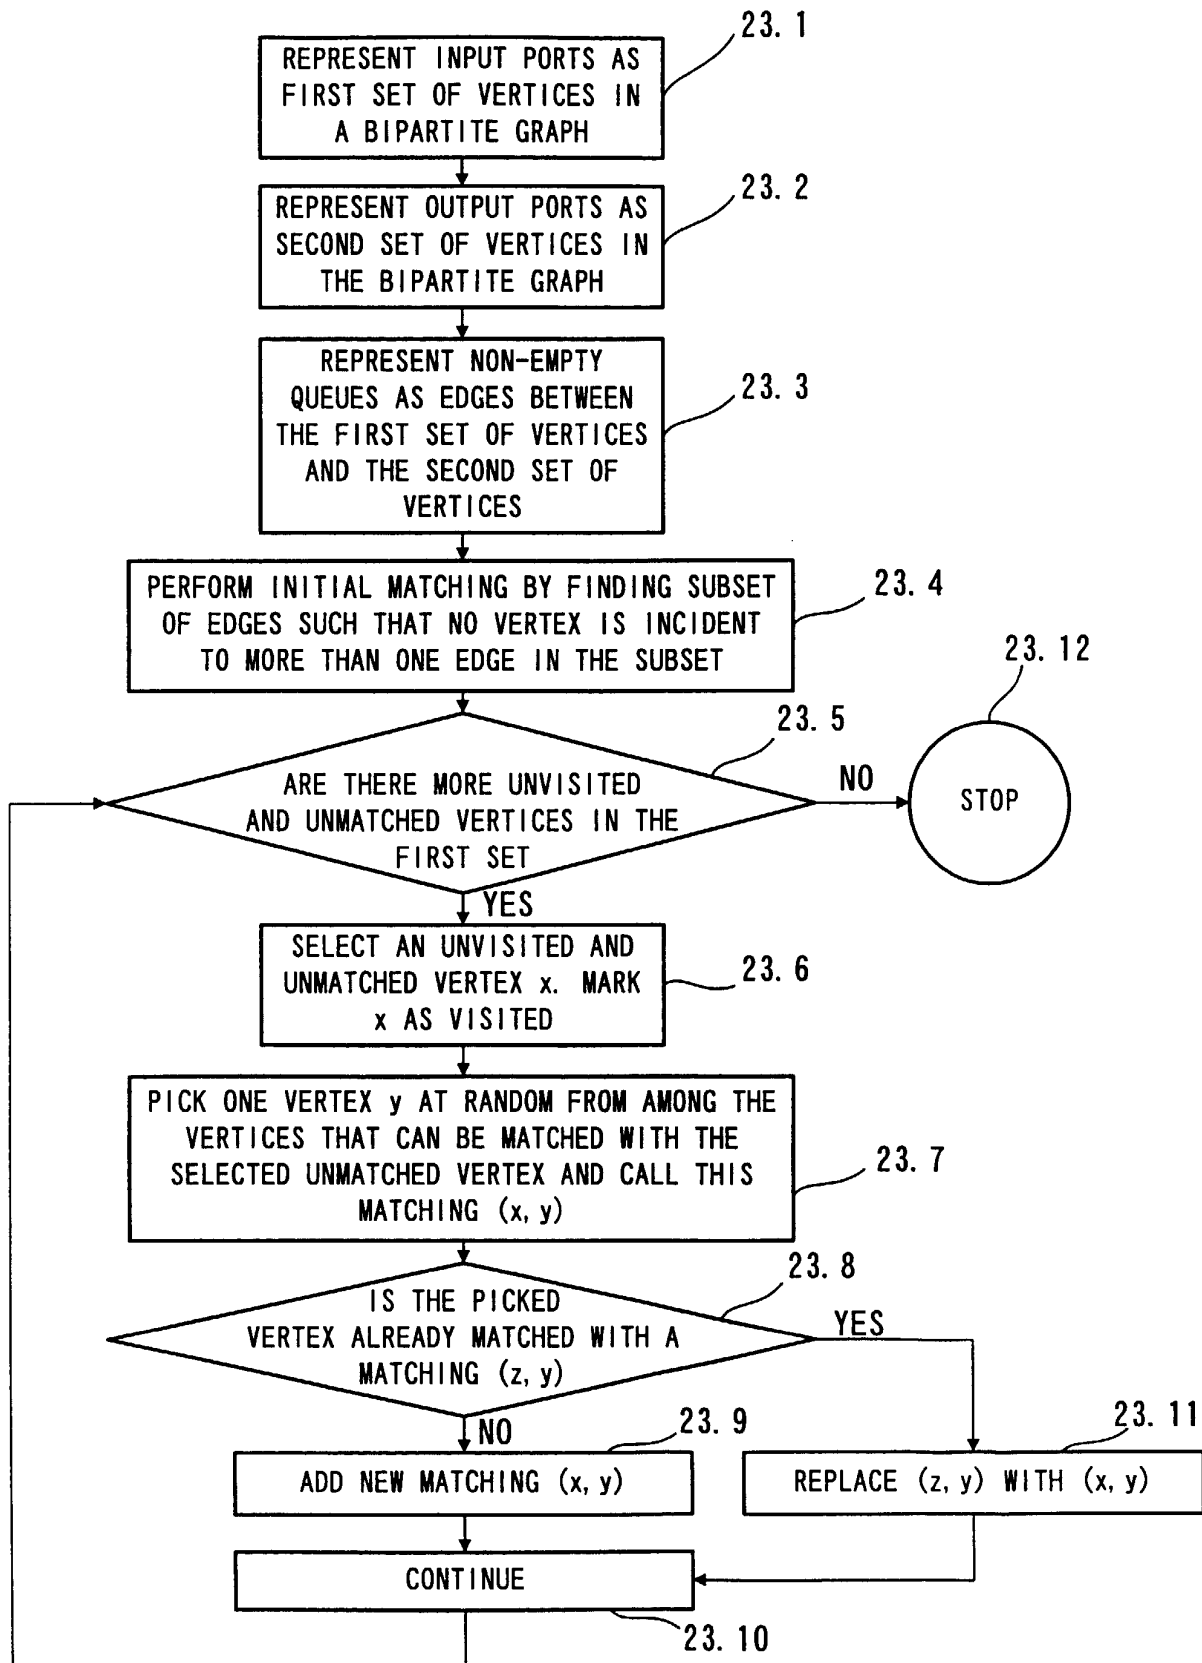 23. 1
REPRESENT INPUT PORTS AS
FIRST SET OF VERTICES IN
A BIPARTITE GRAPH
23. 2
REPRESENT OUTPUT PORTS AS
SECOND SET OF VERTICES IN
THE BIPARTITE GRAPH
REPRESENT NON-EMPTY
QUEUES AS EDGES BETWEEN
THE FIRST SET OF VERTICES
AND THE SECOND SET OF
VERTICES
23. 3
PERFORM INITIAL MATCHING BY FINDING SUBSET
OF EDGES SUCH THAT NO VERTEX IS INCIDENT
TO MORE THAN ONE EDGE IN THE SUBSET
23. 4
23. 12
23. 5
ARE THERE MORE UNVISITED
AND UNMATCHED VERTICES IN THE
FIRST SET
NO
STOP
YES
SELECT AN UNVISITED AND
UNMATCHED VERTEX x. MARK
x AS VISITED
23. 6
PICK ONE VERTEX y AT RANDOM FROM AMONG THE
VERTICES THAT CAN BE MATCHED WITH THE
SELECTED UNMATCHED VERTEX AND CALL THIS
MATCHING (x, y)
23. 7
23. 8
IS THE PICKED
VERTEX ALREADY MATCHED WITH A
MATCHING (z, y)
YES
NO
23. 9
ADD NEW MATCHING (x, y)
23. 11
REPLACE (z, y) WITH (x, y)
CONTINUE
23. 10